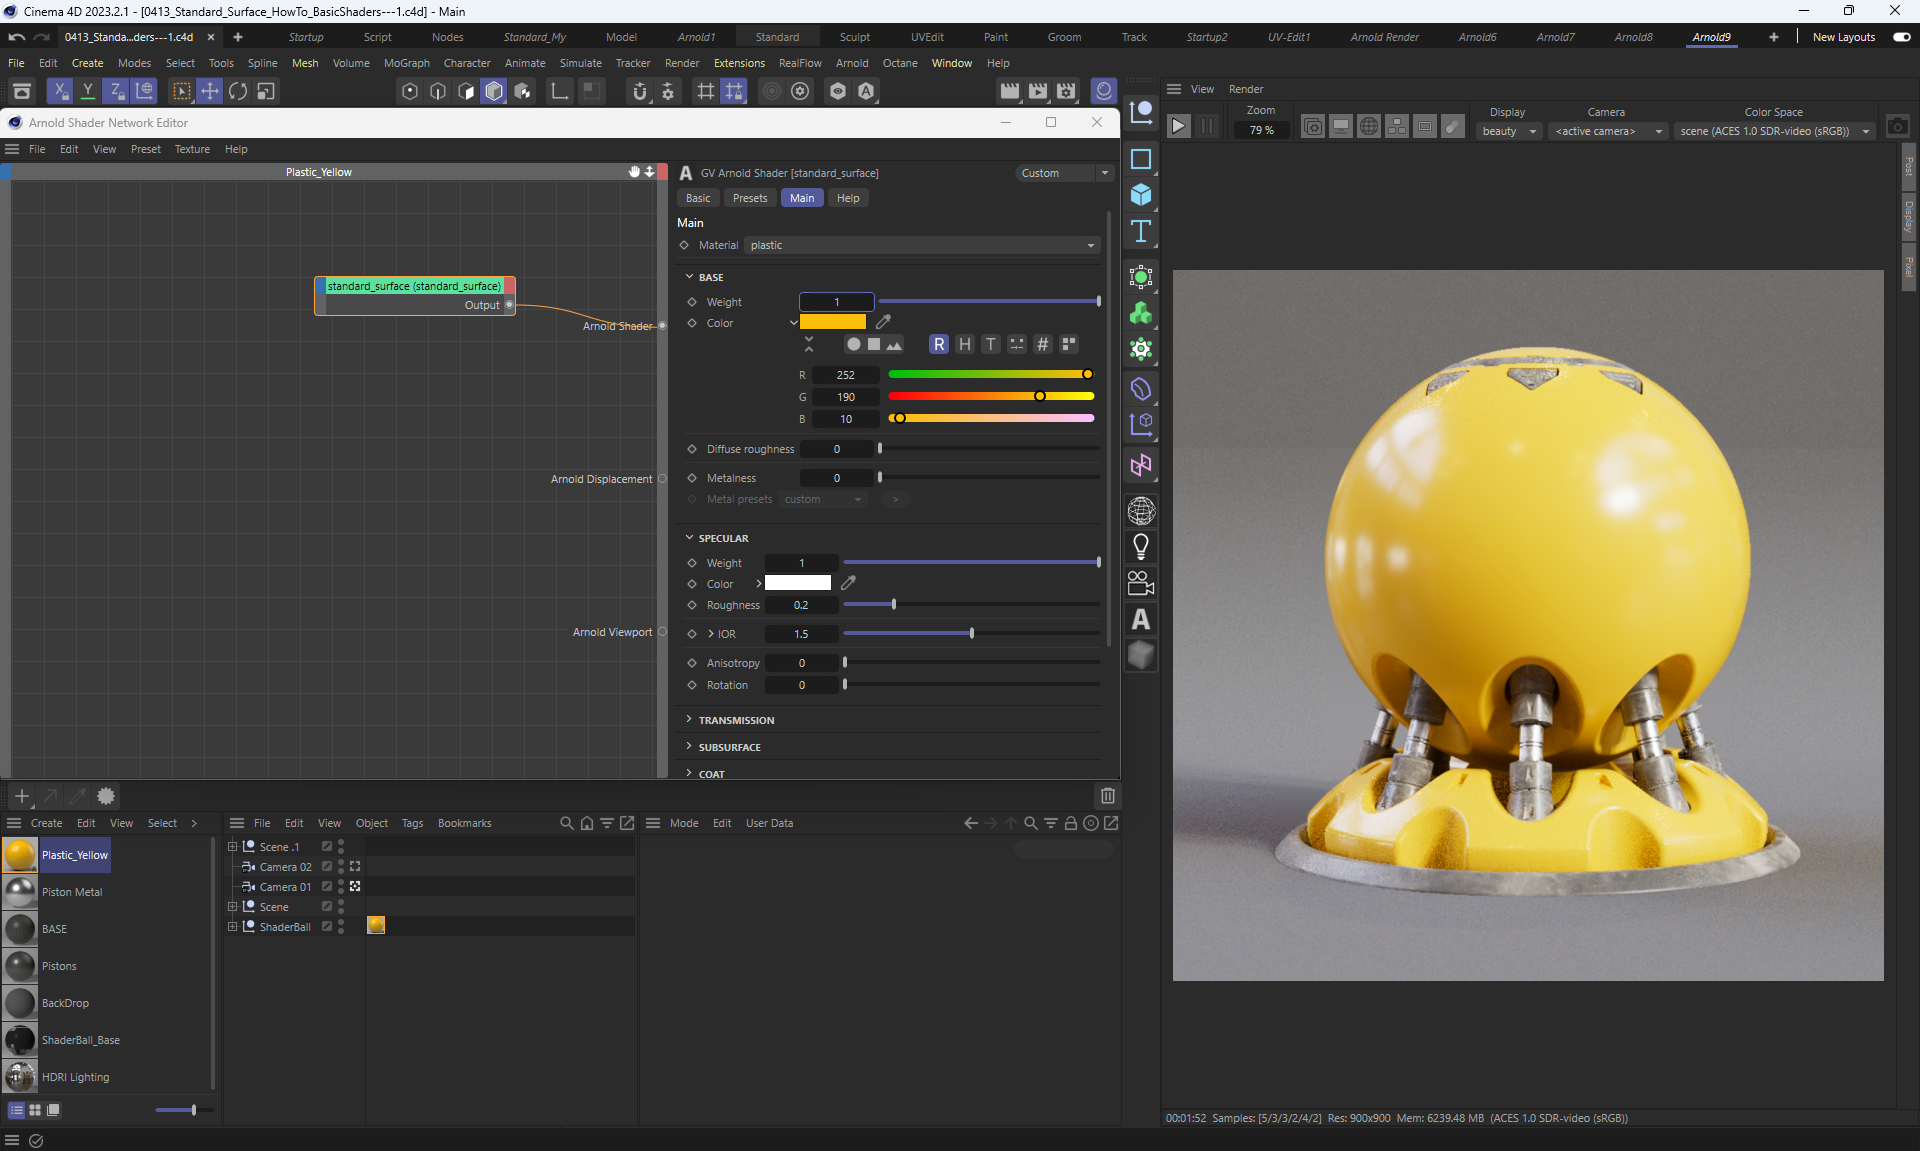 Cinema 4D 2023.2.1 - [0413_Standard_Surface_HowTo_BasicShaders---1.c4d] - Main
0413_Standa...ders---1.c4d Startup Script Nodes Standard_My Model Arnold1 Standard Sculpt UVEdit Paint Groom Track Startup2 UV-Edit1 Arnold Render Arnold6 Arnold7 Arnold8 Arnold9 New Layouts
File Edit Create Modes Select Tools Spline Mesh Volume MoGraph Character Animate Simulate Tracker Render Extensions RealFlow Arnold Octane Window Help
X Y Z
Arnold Shader Network Editor
File Edit View Preset Texture Help
Plastic_Yellow
standard_surface (standard_surface)
Output
Arnold Shader
Arnold Displacement
Arnold Viewport
GV Arnold Shader [standard_surface]
Custom
Basic Presets Main Help
Main
Material plastic
BASE
Weight 1
Color
R H T #
R 252
G 190
B 10
Diffuse roughness 0
Metalness 0
Metal presets custom >
SPECULAR
Weight 1
Color
Roughness 0.2
IOR 1.5
Anisotropy 0
Rotation 0
TRANSMISSION
SUBSURFACE
COAT
View Render
Zoom
79 %
Display
beauty
Camera
<active camera>
Color Space
scene (ACES 1.0 SDR-video (sRGB))
Post
Display
Pixel
Create Edit View Select
Plastic_Yellow
Piston Metal
BASE
Pistons
BackDrop
ShaderBall_Base
HDRI Lighting
File Edit View Object Tags Bookmarks
Scene .1
Camera 02
Camera 01
Scene
ShaderBall
Mode Edit User Data
00:01:52 Samples: [5/3/3/2/4/2] Res: 900x900 Mem: 6239.48 MB (ACES 1.0 SDR-video (sRGB))